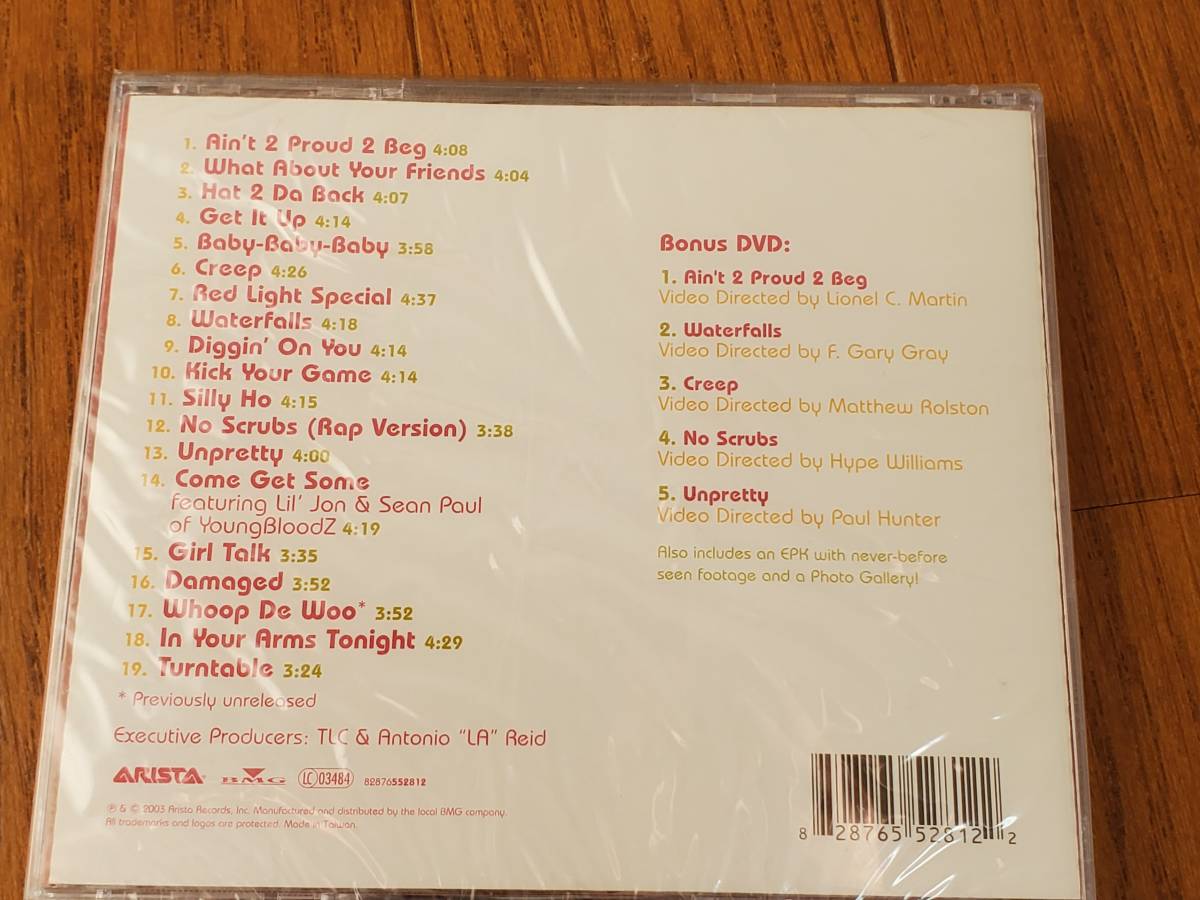 1. Ain't 2 Proud 2 Beg 4:08
2. What About Your Friends 4:04
3. Hat 2 Da Back 4:07
4. Get It Up 4:14
5. Baby-Baby-Baby 3:58
6. Creep 4:26
7. Red Light Special 4:37
8. Waterfalls 4:18
9. Diggin' On You 4:14
10. Kick Your Game 4:14
11. Silly Ho 4:15
12. No Scrubs (Rap Version) 3:38
13. Unpretty 4:00
14. Come Get Some
featuring Lil' Jon & Sean Paul
of YoungBloodZ 4:19
15. Girl Talk 3:35
16. Damaged 3:52
17. Whoop De Woo* 3:52
18. In Your Arms Tonight 4:29
19. Turntable 3:24
* Previously unreleased
Executive Producers: TLC & Antonio "LA" Reid
ARISTA BMG LC 03484 82876552812
℗ & © 2003 Arista Records, Inc. Manufactured and distributed by the local BMG company.
All trademarks and logos are protected. Made in Taiwan.
Bonus DVD:
1. Ain't 2 Proud 2 Beg
Video Directed by Lionel C. Martin
2. Waterfalls
Video Directed by F. Gary Gray
3. Creep
Video Directed by Matthew Rolston
4. No Scrubs
Video Directed by Hype Williams
5. Unpretty
Video Directed by Paul Hunter
Also includes an EPK with never-before
seen footage and a Photo Gallery!
8 28765 52812 2